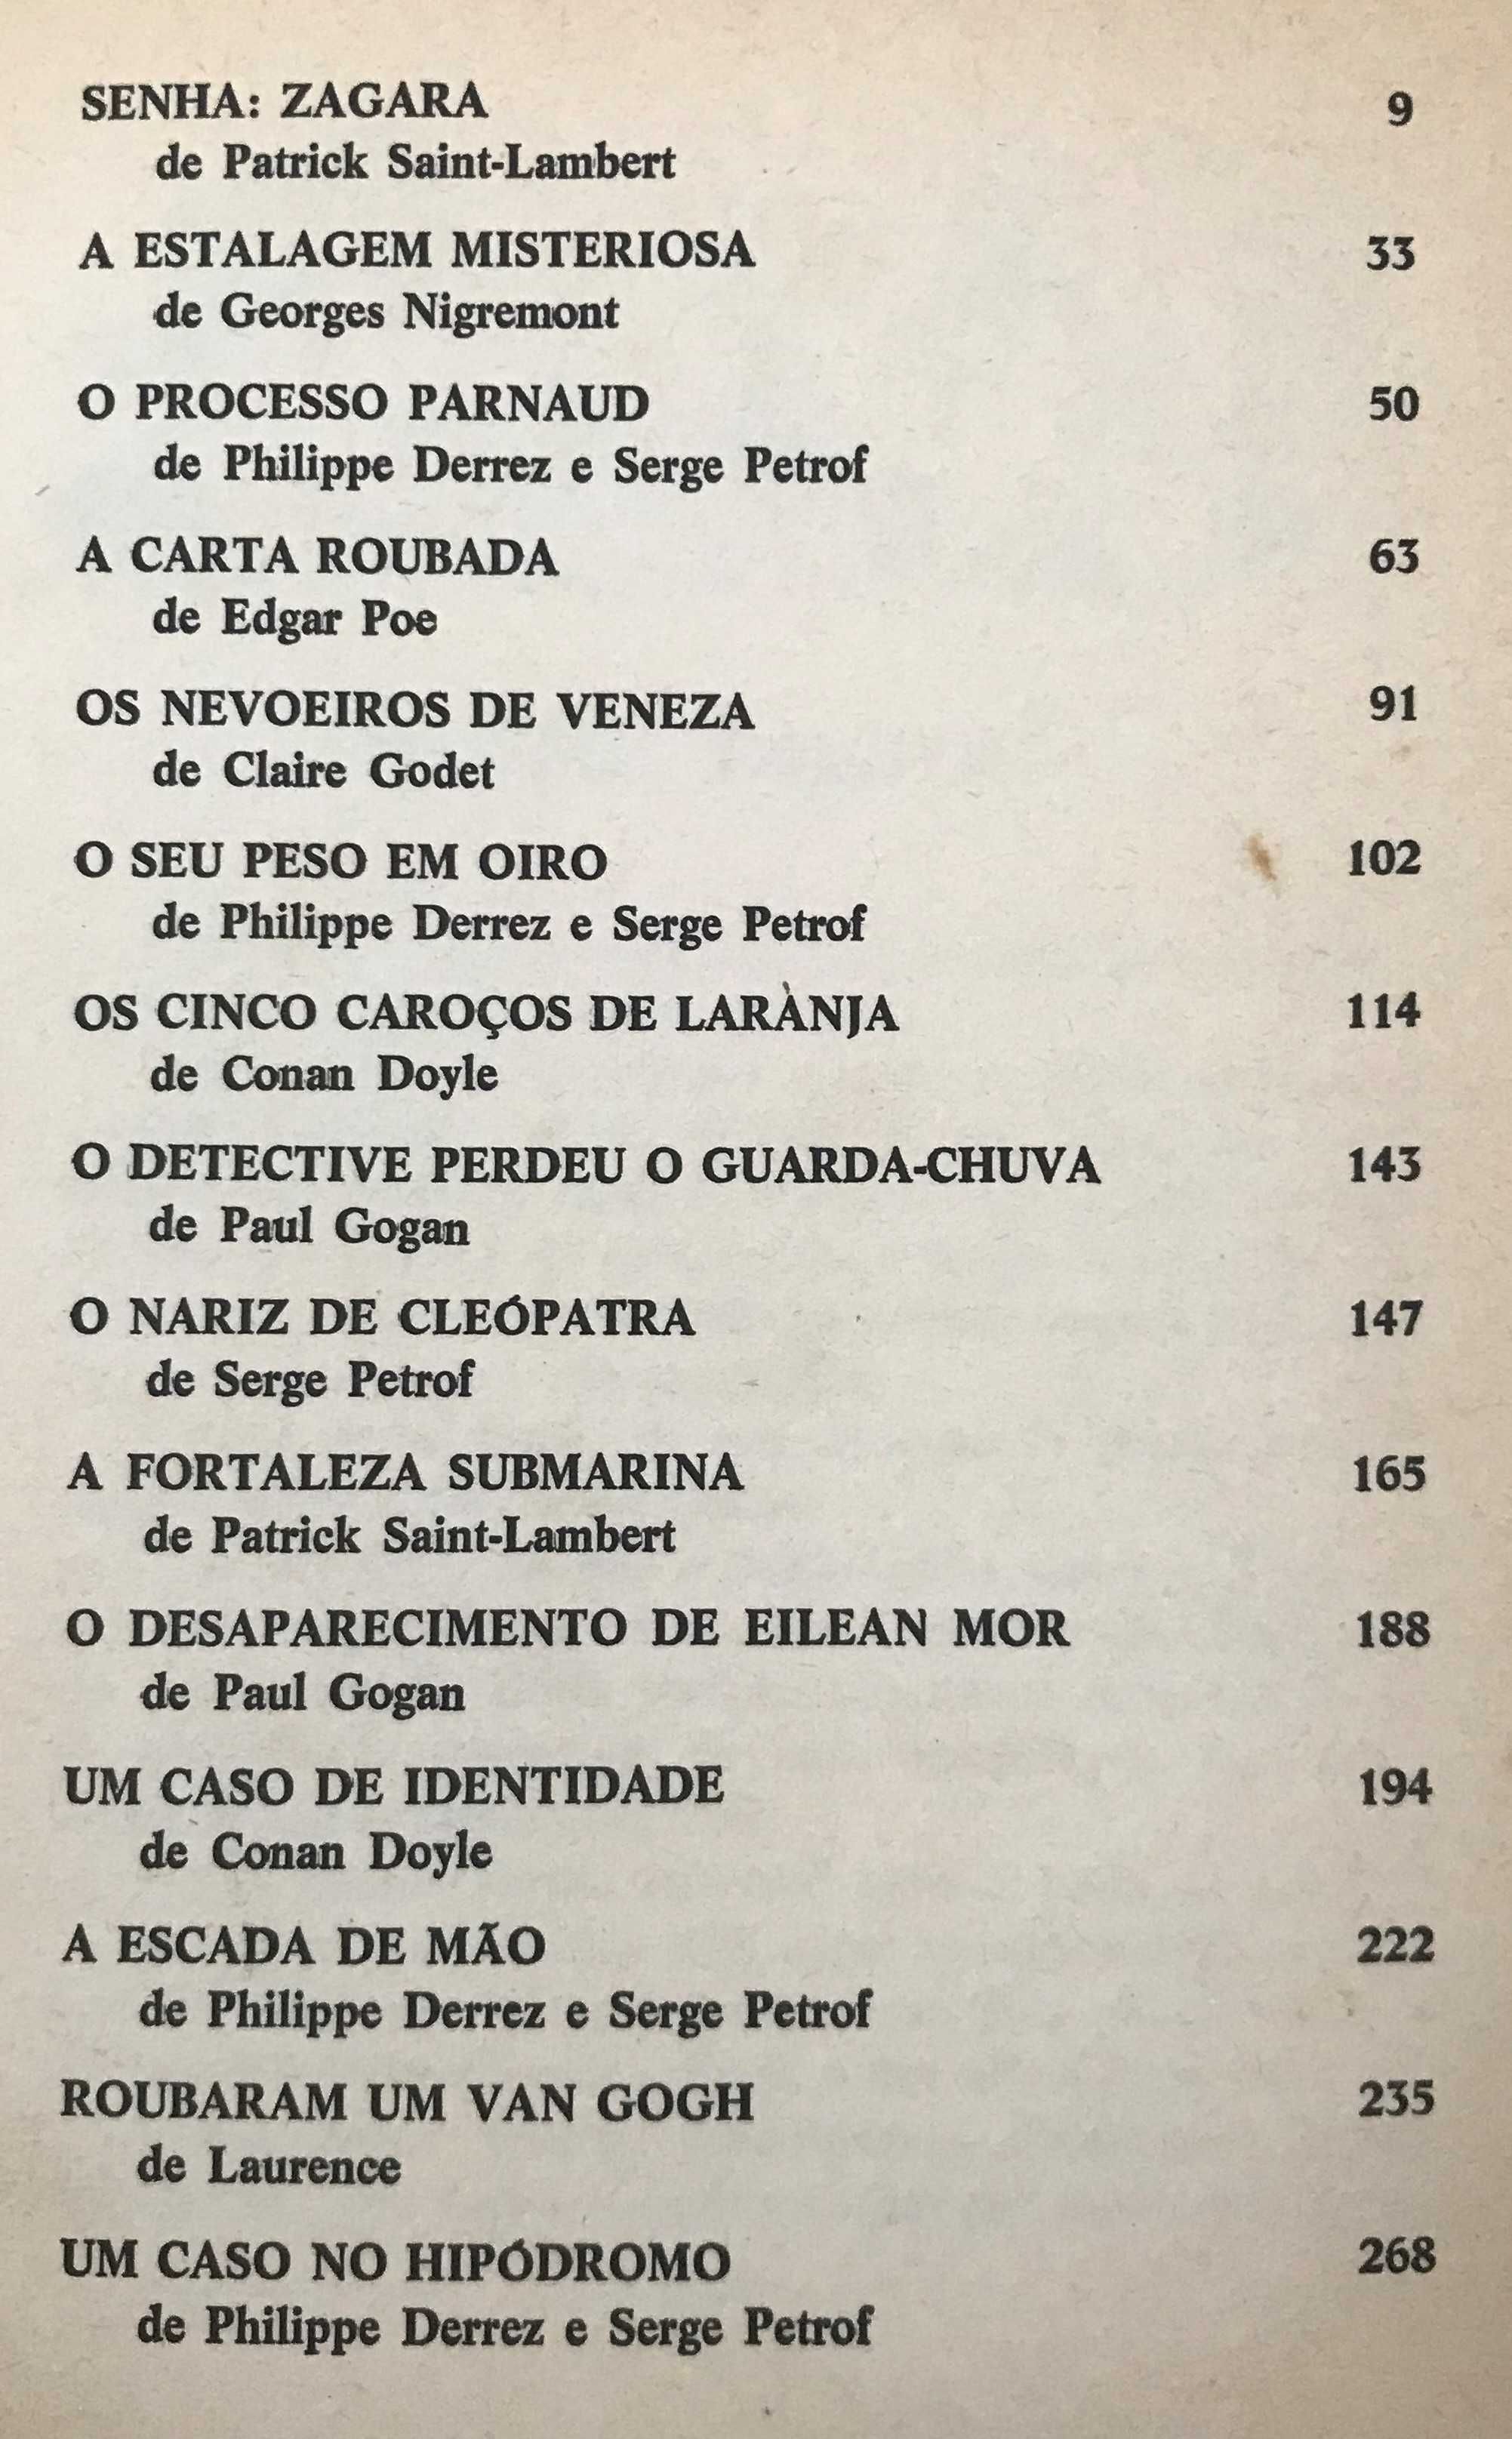 SENHA: ZAGARA 9
de Patrick Saint-Lambert
A ESTALAGEM MISTERIOSA 33
de Georges Nigremont
O PROCESSO PARNAUD 50
de Philippe Derrez e Serge Petrof
A CARTA ROUBADA 63
de Edgar Poe
OS NEVOEIROS DE VENEZA 91
de Claire Godet
O SEU PESO EM OIRO 102
de Philippe Derrez e Serge Petrof
OS CINCO CAROÇOS DE LARÀNJA 114
de Conan Doyle
O DETECTIVE PERDEU O GUARDA-CHUVA 143
de Paul Gogan
O NARIZ DE CLEÓPATRA 147
de Serge Petrof
A FORTALEZA SUBMARINA 165
de Patrick Saint-Lambert
O DESAPARECIMENTO DE EILEAN MOR 188
de Paul Gogan
UM CASO DE IDENTIDADE 194
de Conan Doyle
A ESCADA DE MÃO 222
de Philippe Derrez e Serge Petrof
ROUBARAM UM VAN GOGH 235
de Laurence
UM CASO NO HIPÓDROMO 268
de Philippe Derrez e Serge Petrof